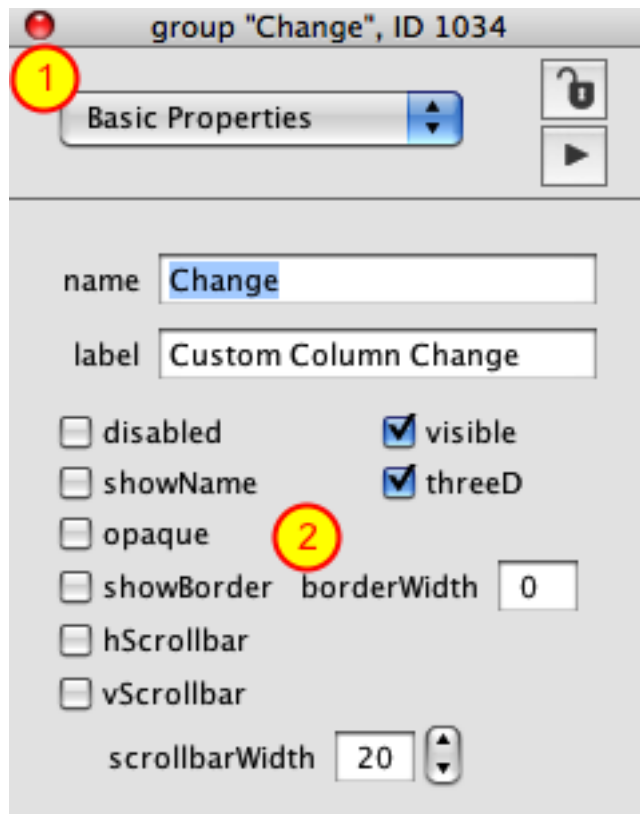 group "Change", ID 1034
1
Basic Properties
name Change
label Custom Column Change
disabled visible
showName threeD
opaque 2
showBorder borderWidth 0
hScrollbar
vScrollbar
scrollbarWidth 20